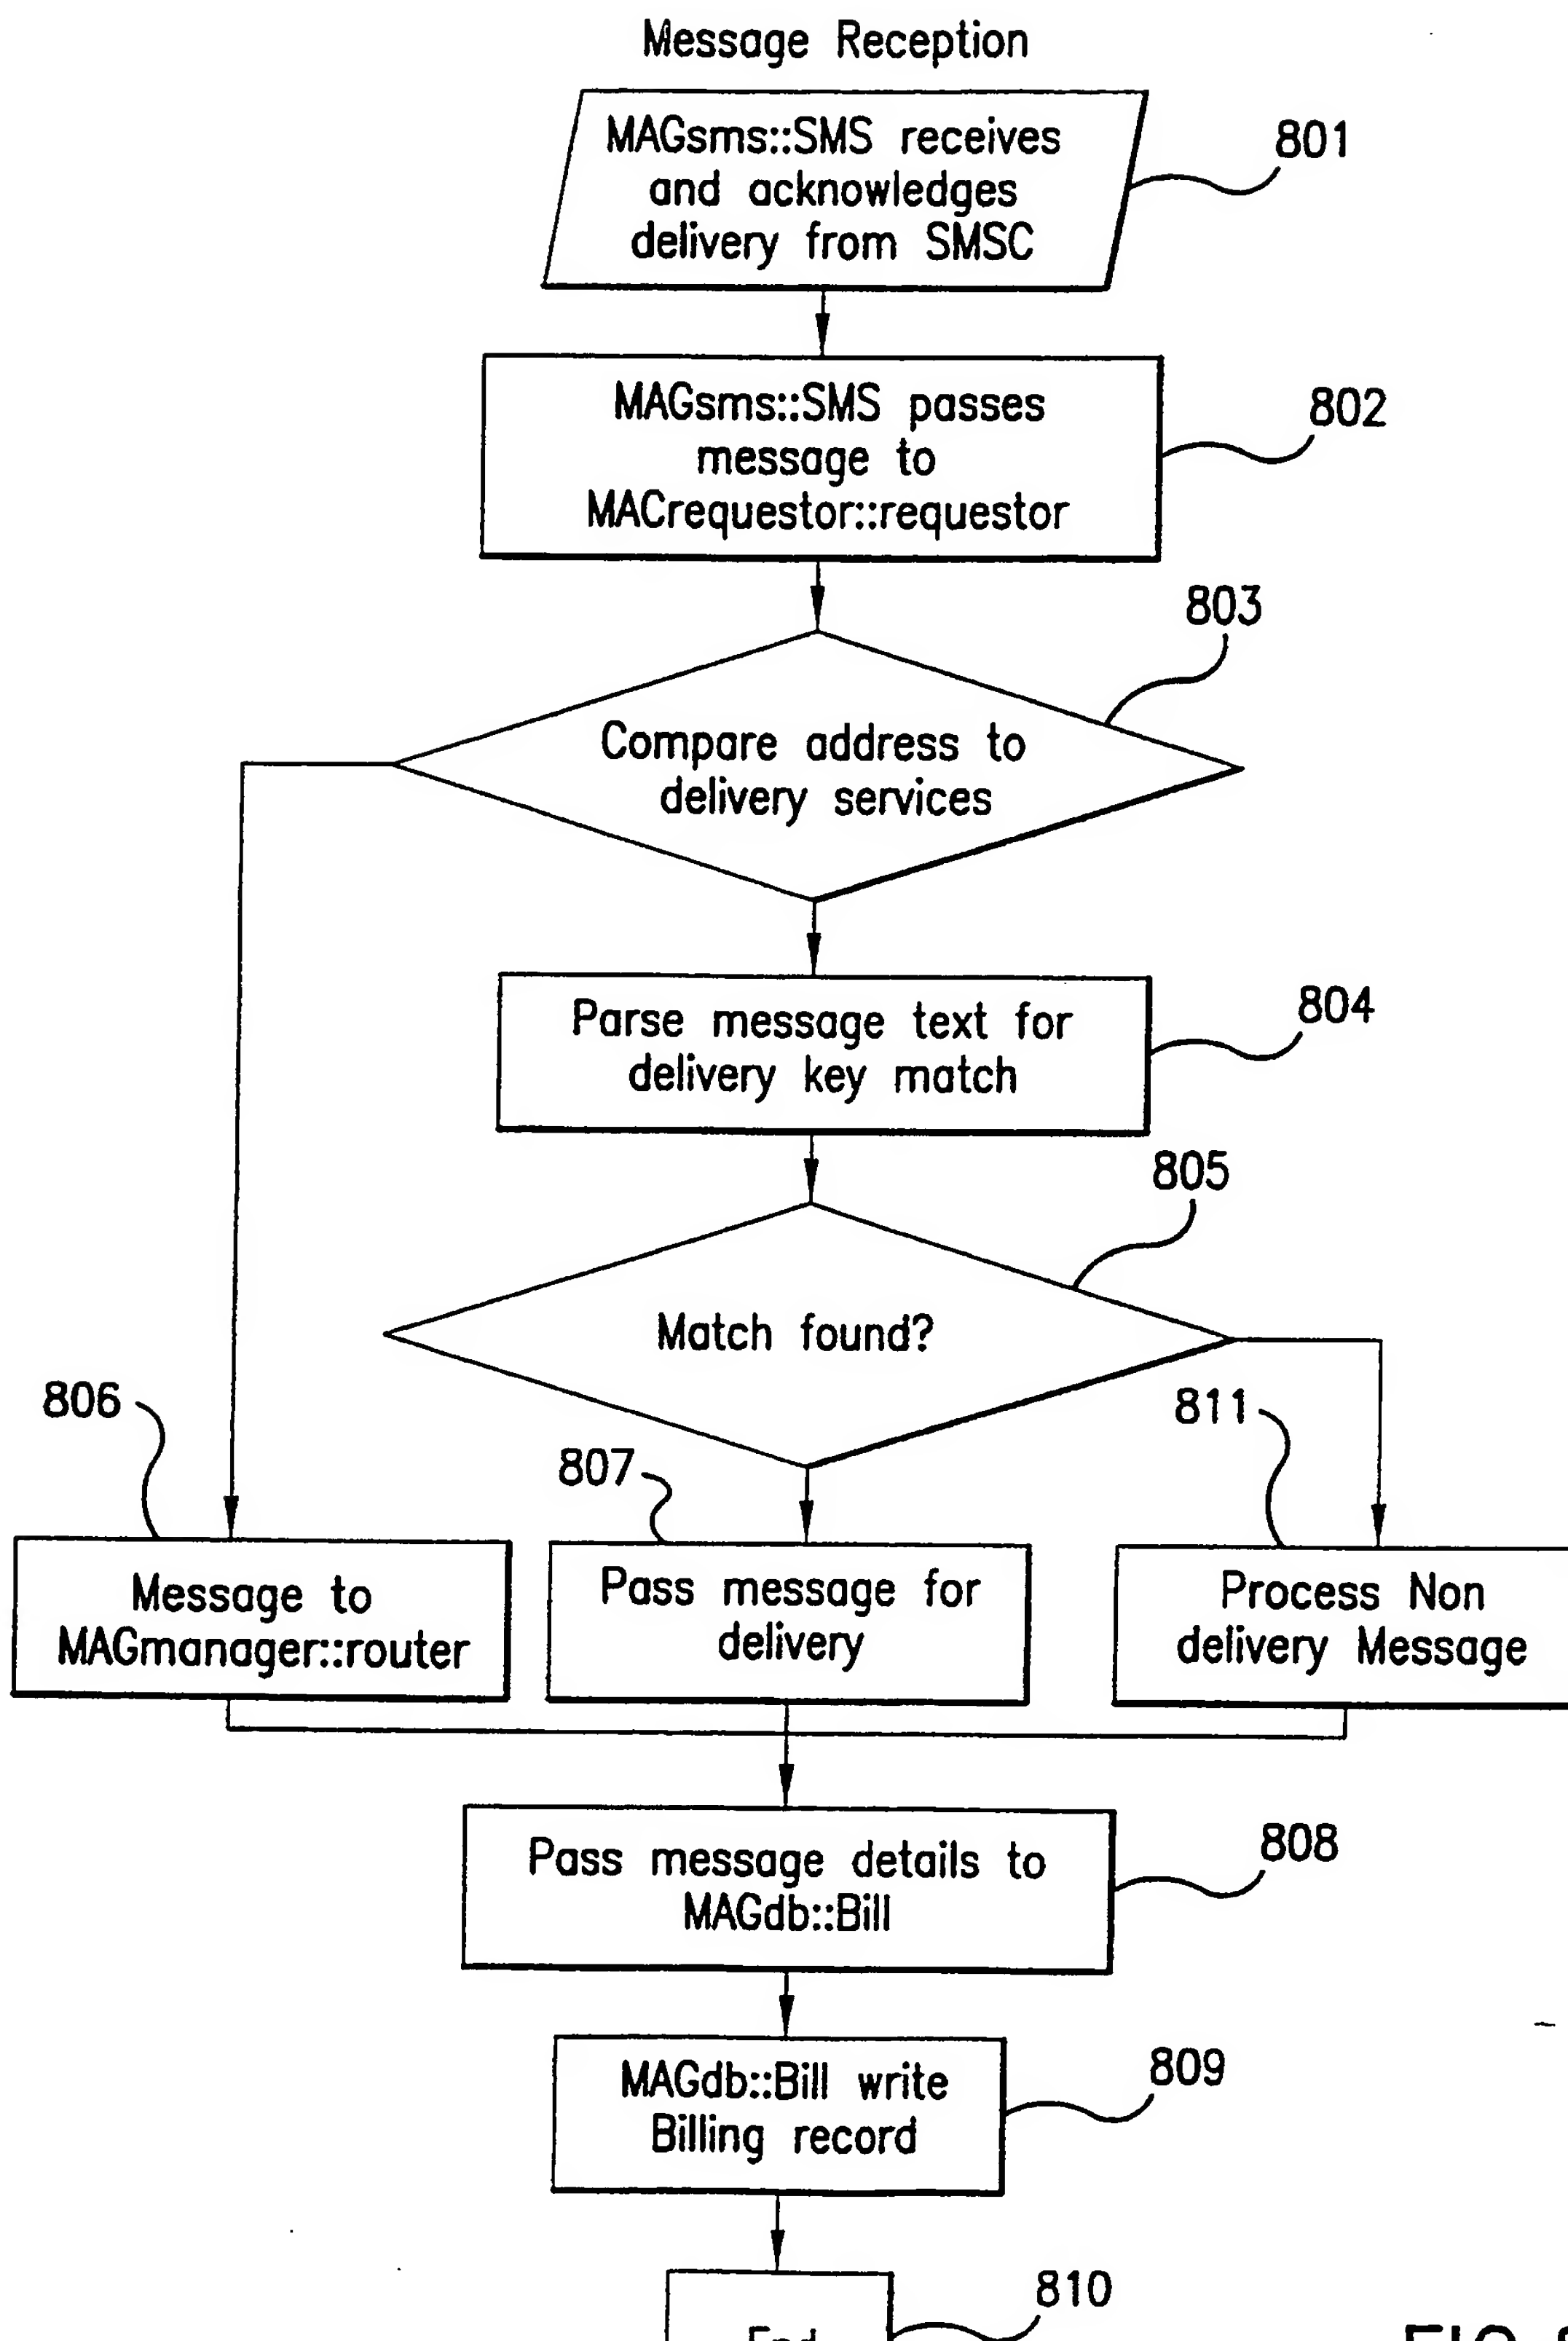 Message Reception
MAGsms::SMS receives
and acknowledges
delivery from SMSC
801
MAGsms::SMS passes
message to
MACrequestor::requestor
802
803
Compare address to
delivery services
Parse message text for
delivery key match
804
805
Match found?
806
807
811
Message to
MAGmanager::router
Pass message for
delivery
Process Non
delivery Message
Pass message details to
MAGdb::Bill
808
MAGdb::Bill write
Billing record
809
End
810